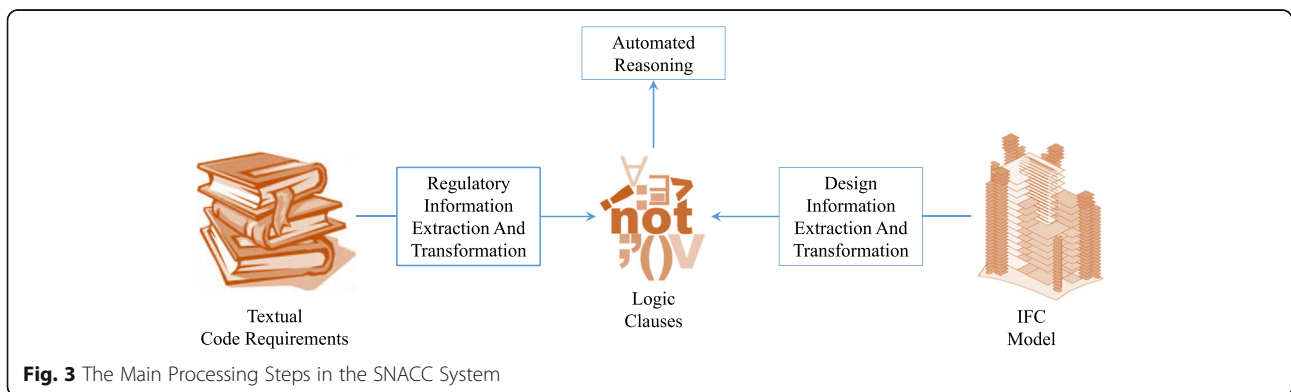 Automated
Reasoning
Regulatory
Information
Extraction And
Transformation
not
Design
Information
Extraction And
Transformation
Textual
Code Requirements
Logic
Clauses
IFC
Model
Fig. 3 The Main Processing Steps in the SNACC System